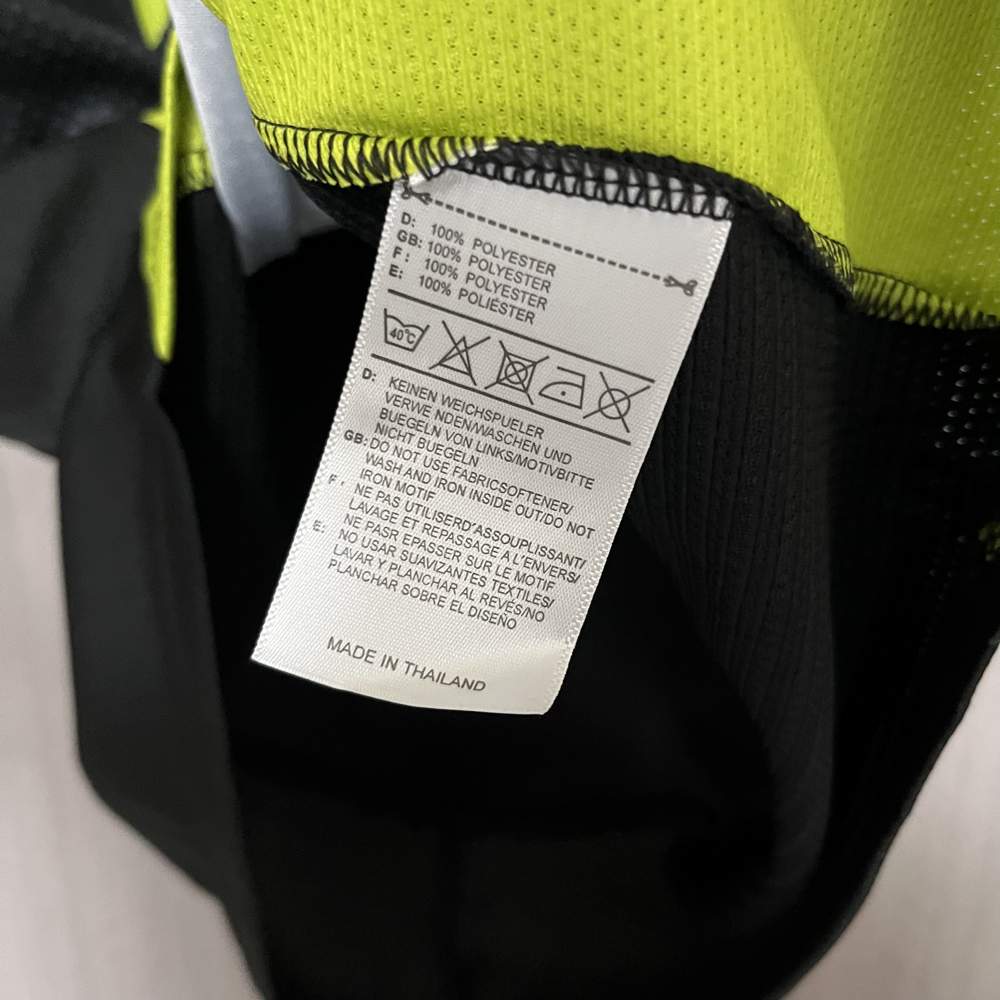 D: 100% POLYESTER
GB: 100% POLYESTER
F: 100% POLYESTER
E: 100% POLIÉSTER
40°C
D: KEINEN WEICHSPUELER
VERWE NDEN/WASCHEN UND
BUEGELN VON LINKS/MOTIVBITTE
NICHT BUEGELN
GB: DO NOT USE FABRICSOFTENER/
WASH AND IRON INSIDE OUT/DO NOT
IRON MOTIF
F: NE PAS UTILISERD'ASSOUPLISSANT/
LAVAGE ET REPASSAGE A L'ENVERS/
NE PASR EPASSER SUR LE MOTIF
E: NO USAR SUAVIZANTES TEXTILES/
LAVAR Y PLANCHAR AL REVÉS/NO
PLANCHAR SOBRE EL DISEÑO
MADE IN THAILAND